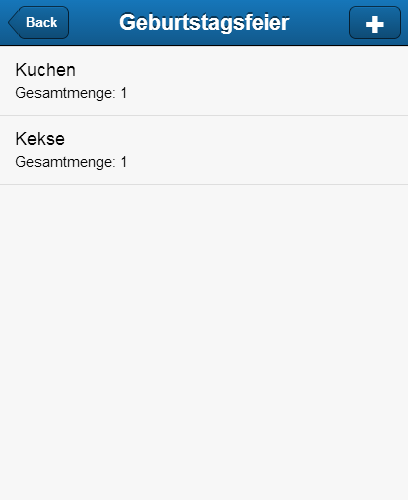 Back
Geburtstagsfeier
Kuchen
Gesamtmenge: 1
Kekse
Gesamtmenge: 1